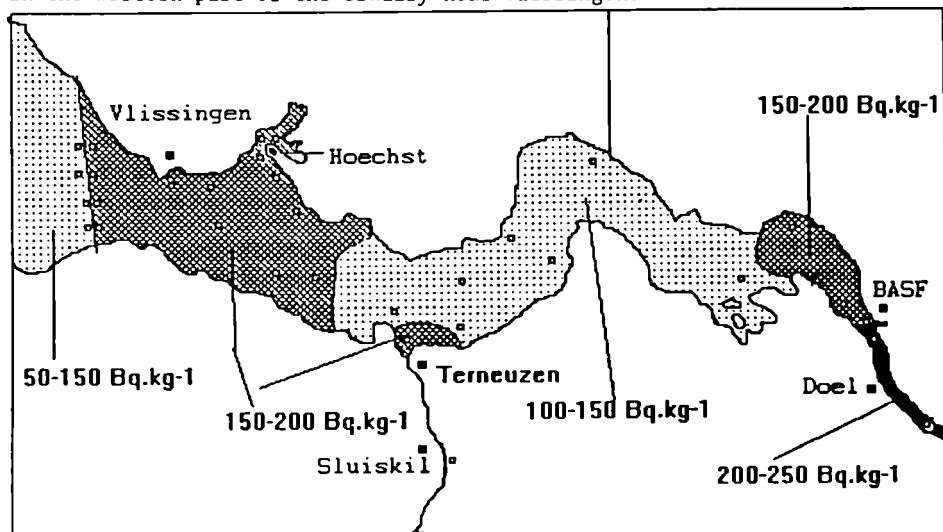 Vlissingen
150-200 Bq.kg-1
Hoechst
BASF
50-150 Bq.kg-1
Terneuzen
Doel
150-200 Bq.kg-1
100-150 Bq.kg-1
Sluiskil
200-250 Bq.kg-1